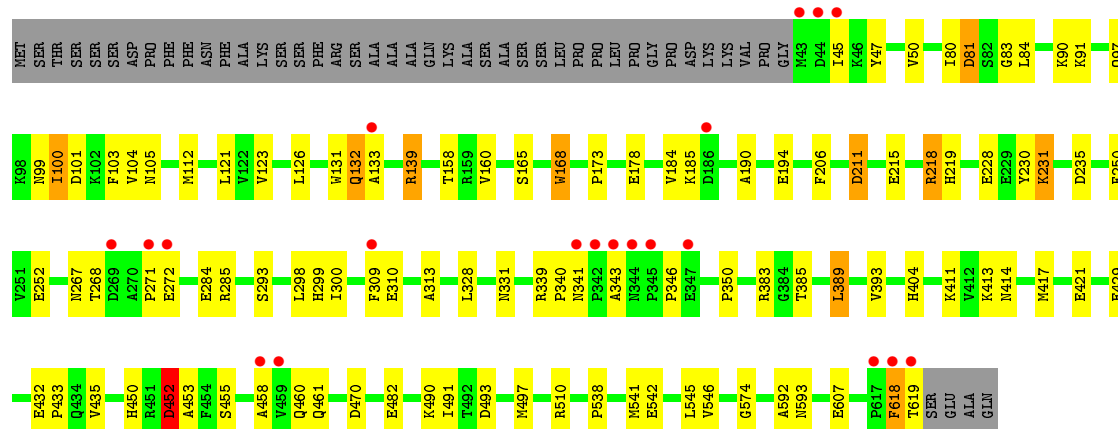 MET SER THR SER SER SER ASP PRO PHE PHE ASN PHE ALA LYS SER SER PHE ARG SER ALA ALA ALA GLN LYS ALA SER ALA SER SER LEU PRO PRO LEU PRO GLY PRO ASP LYS LYS VAL PRO GLY M43 D44 I45 K46 Y47 V50 I80 D81 S82 G83 L84 K90 K91
K98 N99 I100 D101 K102 F103 V104 N105 M112 L121 V122 V123 L126 W131 Q132 A133 R139 T158 R159 V160 S165 W168 P173 E178 V184 K185 D186 A190 E194 F206 D211 E215 R218 H219 E228 E229 Y230 K231 D235
V251 E252 N267 T268 D269 A270 P271 E272 E284 R285 S293 L298 H299 I300 F309 E310 A313 L328 N331 R339 P340 N341 P342 A343 N344 P345 P346 E347 P350 R383 G384 T385 L389 V393 H404 K411 V412 K413 N414 M417 E421
E432 P433 Q434 V435 H450 R451 D452 A453 F454 S455 A458 V459 Q460 Q461 D470 E482 K490 I491 T492 D493 M497 R510 P538 M541 E542 L545 V546 G574 A592 N593 E607 P617 F618 T619 SER GLU ALA GLN